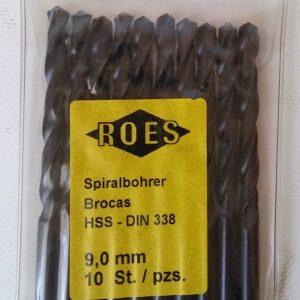 ROES
Spiralbohrer
Brocas
HSS - DIN 338
9,0 mm
10 St. / pzs.